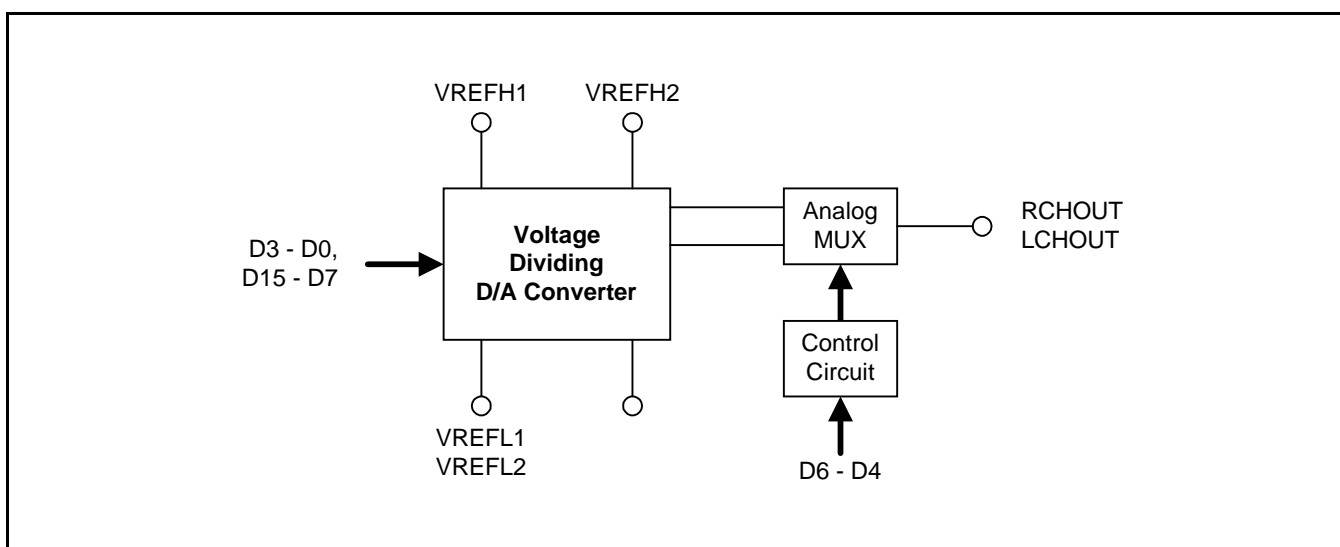 VREFH1
VREFH2
D3 - D0,
D15 - D7
Voltage
Dividing
D/A Converter
Analog
MUX
RCHOUT
LCHOUT
Control
Circuit
VREFL1
VREFL2
D6 - D4